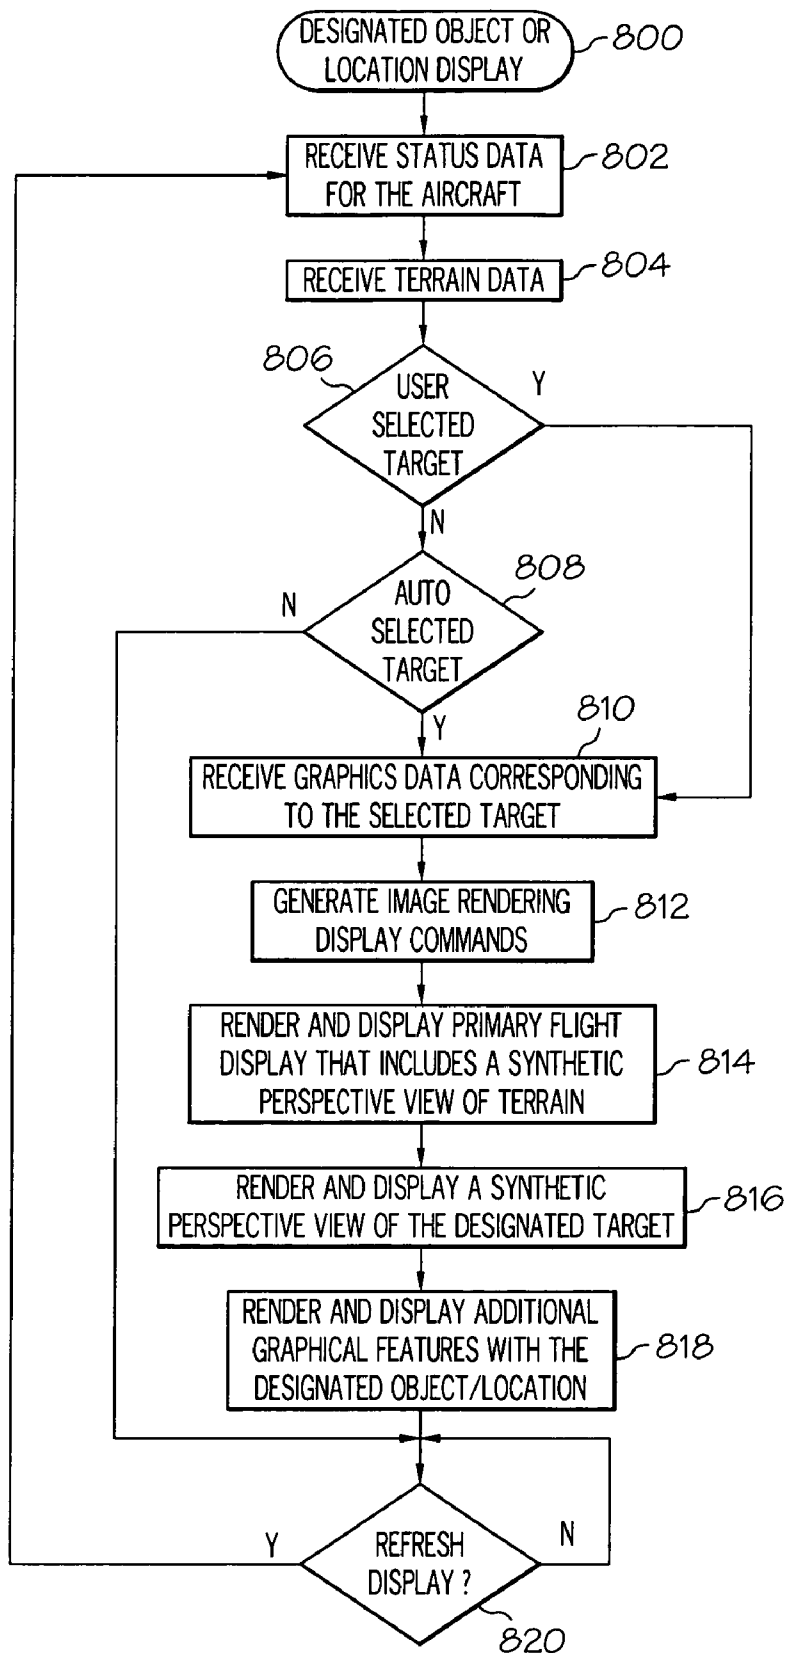 DESIGNATED OBJECT OR
LOCATION DISPLAY
800
RECEIVE STATUS DATA
FOR THE AIRCRAFT
802
RECEIVE TERRAIN DATA
804
806
USER
SELECTED
TARGET
Y
N
808
AUTO
SELECTED
TARGET
N
Y
810
RECEIVE GRAPHICS DATA CORRESPONDING
TO THE SELECTED TARGET
GENERATE IMAGE RENDERING
DISPLAY COMMANDS
812
RENDER AND DISPLAY PRIMARY FLIGHT
DISPLAY THAT INCLUDES A SYNTHETIC
PERSPECTIVE VIEW OF TERRAIN
814
RENDER AND DISPLAY A SYNTHETIC
PERSPECTIVE VIEW OF THE DESIGNATED TARGET
816
RENDER AND DISPLAY ADDITIONAL
GRAPHICAL FEATURES WITH THE
DESIGNATED OBJECT/LOCATION
818
Y
REFRESH
DISPLAY ?
N
820